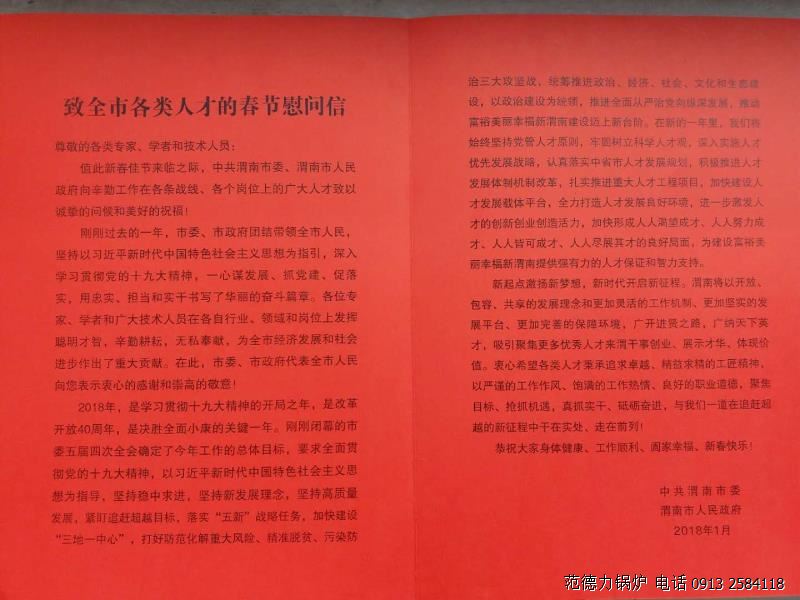 致全市各类人才的春节慰问信
尊敬的各类专家、学者和技术人员：
值此新春佳节来临之际，中共渭南市委、渭南市人民
政府向辛勤工作在各条战线、各个岗位上的广大人才致以
诚挚的问候和美好的祝福！
刚刚过去的一年，市委、市政府团结带领全市人民，
坚持以习近平新时代中国特色社会主义思想为指引，深入
学习贯彻党的十九大精神，一心谋发展、抓党建、促落
实，用忠实、担当和实干书写了华丽的奋斗篇章。各位专
家、学者和广大技术人员在各自行业、领域和岗位上发挥
聪明才智，辛勤耕耘，无私奉献，为全市经济发展和社会
进步作出了重大贡献。在此，市委、市政府代表全市人民
向您表示衷心的感谢和崇高的敬意！
2018年，是学习贯彻十九大精神的开局之年，是改革
开放40周年，是决胜全面小康的关键一年。刚刚闭幕的市
委五届四次全会确定了今年工作的总体目标，要求全面贯
彻党的十九大精神，以习近平新时代中国特色社会主义思
想为指导，坚持稳中求进，坚持新发展理念，坚持高质量
发展，紧盯追赶超越目标，落实“五新”战略任务，加快建设
“三地一中心”，打好防范化解重大风险、精准脱贫、污染防
治三大攻坚战，统筹推进政治、经济、社会、文化和生态建
设，以政治建设为统领，推进全面从严治党向纵深发展，推动
富裕美丽幸福新渭南建设迈上新台阶。在新的一年里，我们将
始终坚持党管人才原则，牢固树立科学人才观，深入实施人才
优先发展战略，认真落实中省市人才发展规划，积极推进人才
发展体制机制改革，扎实推进重大人才工程项目，加快建设人
才发展载体平台，全力打造人才发展良好环境，进一步激发人
才的创新创业创造活力，加快形成人人渴望成才、人人努力成
才、人人皆可成才、人人尽展其才的良好局面，为建设富裕美
丽幸福新渭南提供强有力的人才保证和智力支持。
新起点激扬新梦想，新时代开启新征程。渭南将以开放、
包容、共享的发展理念和更加灵活的工作机制、更加坚实的发
展平台、更加完善的保障环境，广开进贤之路，广纳天下英
才，吸引聚集更多优秀人才来渭干事创业、展示才华、体现价
值。衷心希望各类人才秉承追求卓越、精益求精的工匠精神，
以严谨的工作作风、饱满的工作热情、良好的职业道德，聚焦
目标、抢抓机遇，真抓实干、砥砺奋进，与我们一道在追赶超
越的新征程中干在实处、走在前列！
恭祝大家身体健康、工作顺利、阖家幸福、新春快乐！
中共渭南市委
渭南市人民政府
2018年1月
范德力锅炉 电话 0913 2584118